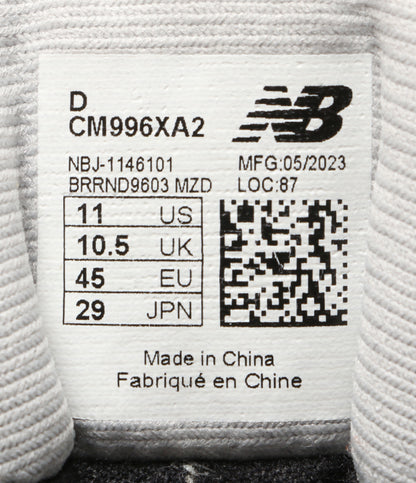 D
CM996XA2
NB
NBJ-1146101 MFG:05/2023
BRRND9603 MZD LOC:87
11 US
10.5 UK
45 EU
29 JPN
Made in China
Fabriqué en Chine